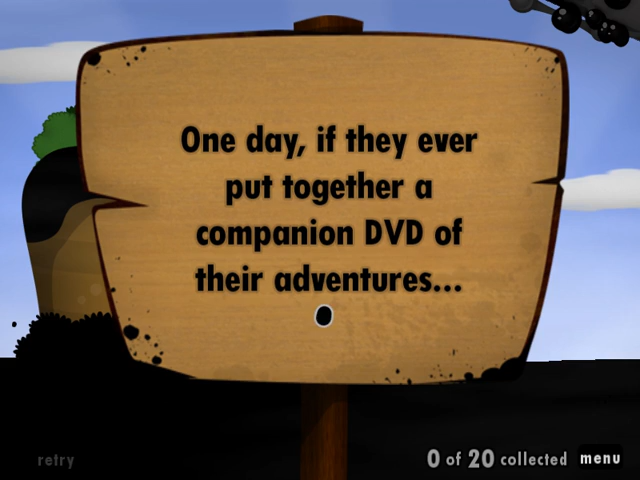 One day, if they ever
put together a
companion DVD of
their adventures...
retry
0 of 20 collected menu